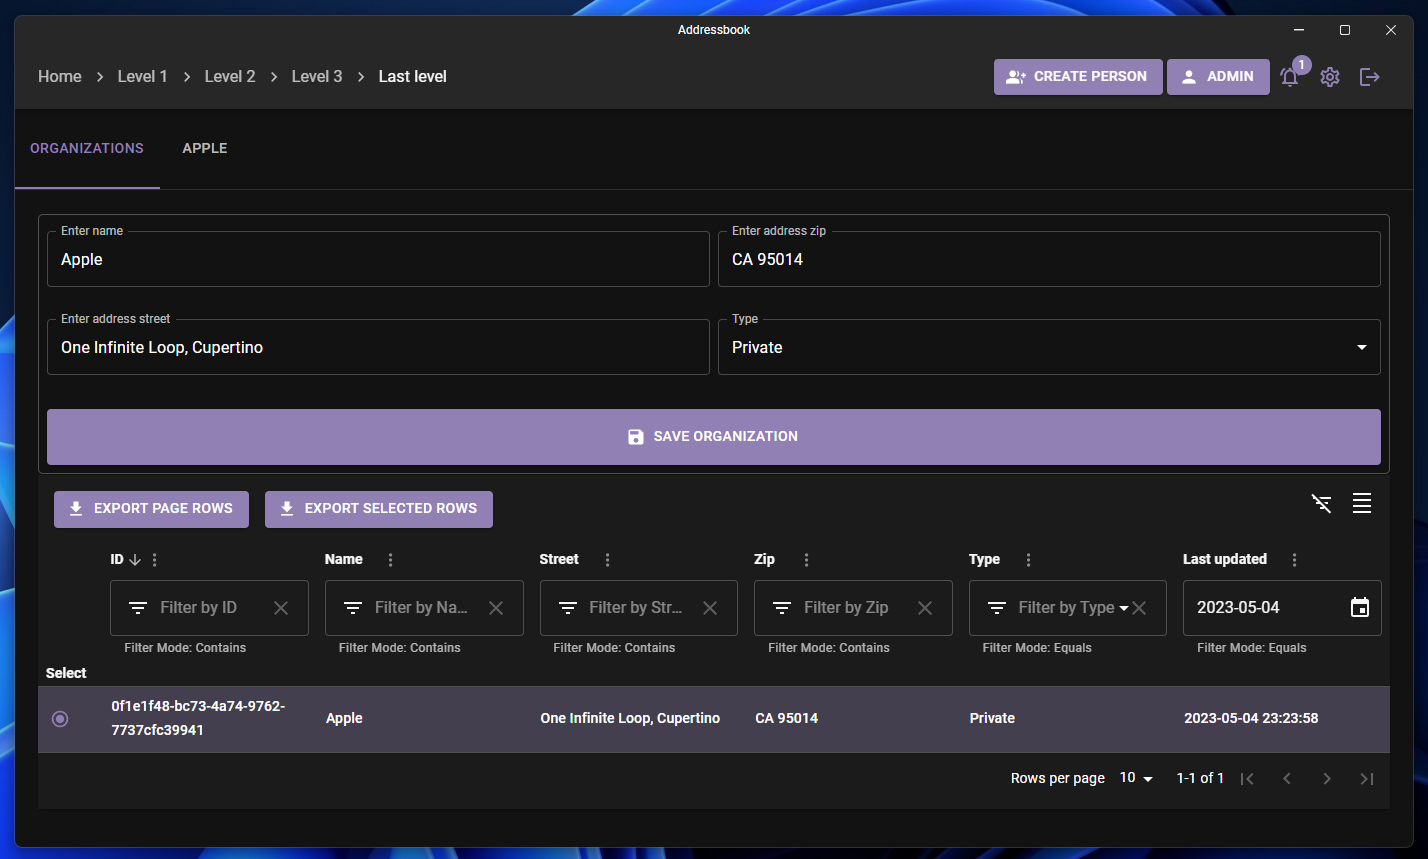 Addressbook
Home > Level 1 > Level 2 > Level 3 > Last level
CREATE PERSON
ADMIN
1
ORGANIZATIONS
APPLE
Enter name
Apple
Enter address zip
CA 95014
Enter address street
One Infinite Loop, Cupertino
Type
Private
SAVE ORGANIZATION
EXPORT PAGE ROWS
EXPORT SELECTED ROWS
ID Name Street Zip Type Last updated
Filter by ID Filter by Na... Filter by Str... Filter by Zip Filter by Type 2023-05-04
Filter Mode: Contains Filter Mode: Contains Filter Mode: Contains Filter Mode: Contains Filter Mode: Equals Filter Mode: Equals
Select
0f1e1f48-bc73-4a74-9762-
7737cfc39941
Apple
One Infinite Loop, Cupertino
CA 95014
Private
2023-05-04 23:23:58
Rows per page 10 1-1 of 1